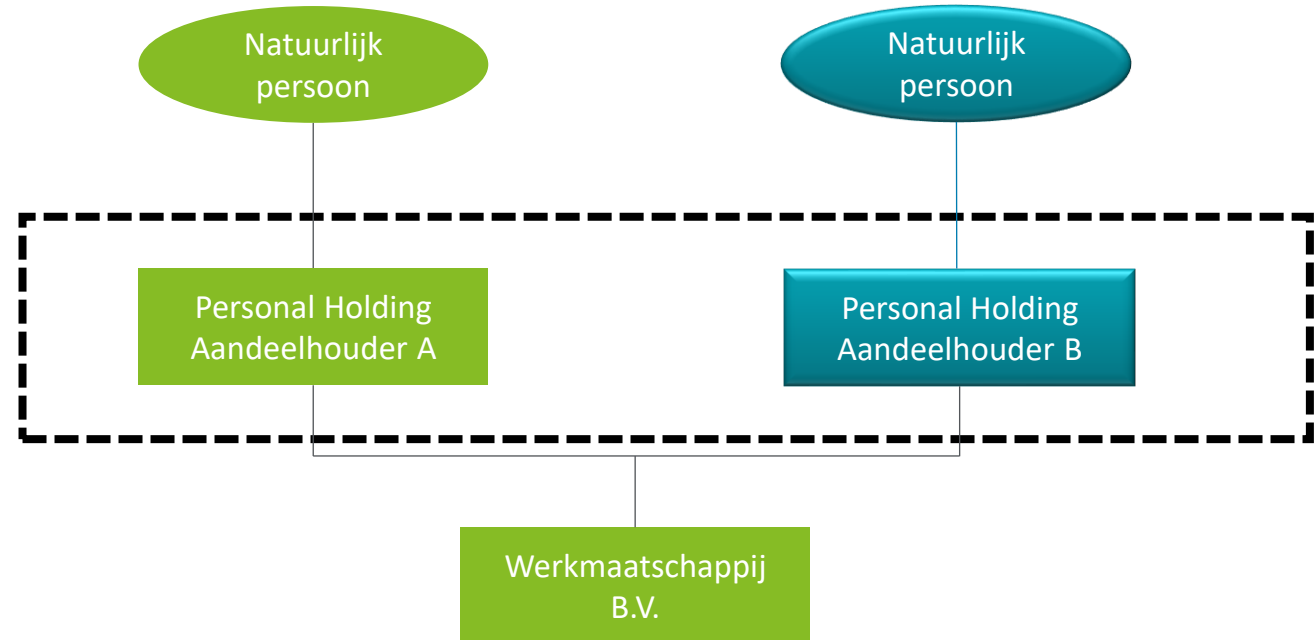 Natuurlijk
persoon
Natuurlijk
persoon
Personal Holding
Aandeelhouder A
Personal Holding
Aandeelhouder B
Werkmaatschappij
B.V.